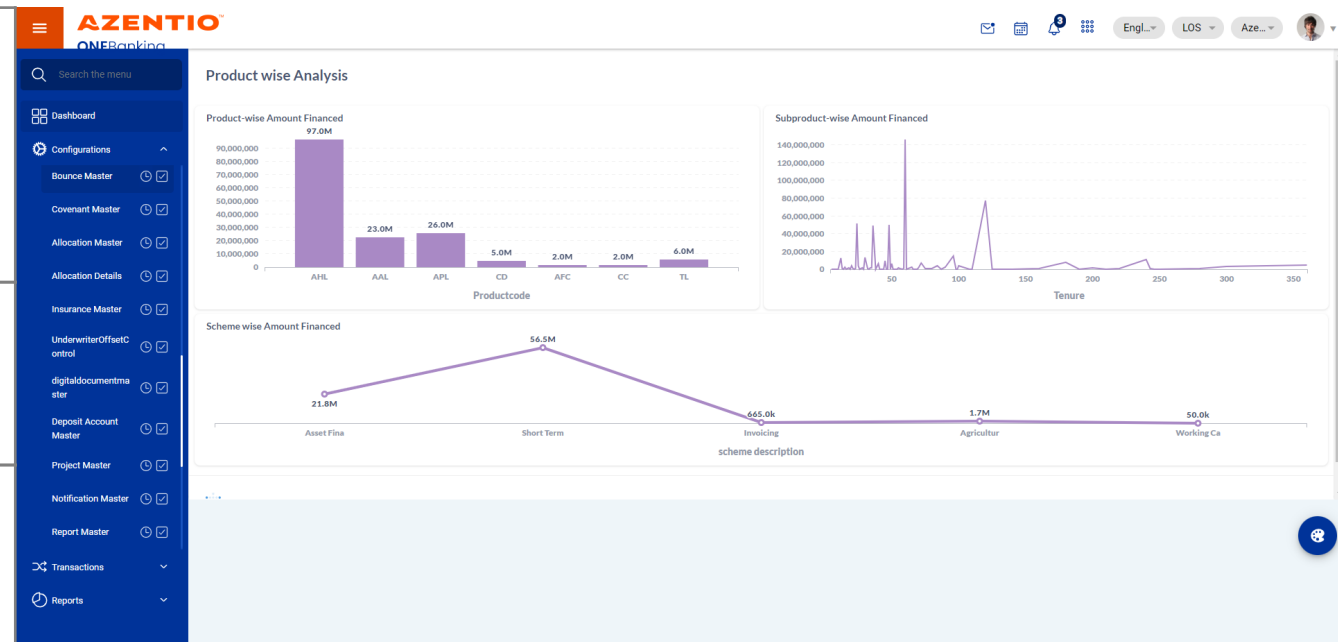 AZENTIO
ONEBanking
3
Engl...
LOS
Aze...
Search the menu
Dashboard
Configurations
Bounce Master
Covenant Master
Allocation Master
Allocation Details
Insurance Master
UnderwriterOffsetC
ontrol
digitaldocumentma
ster
Deposit Account
Master
Project Master
Notification Master
Report Master
Transactions
Reports
Product wise Analysis
Product-wise Amount Financed
97.0M
90,000,000
80,000,000
70,000,000
60,000,000
50,000,000
40,000,000
30,000,000
20,000,000
10,000,000
0
23.0M
26.0M
5.0M
2.0M
2.0M
6.0M
AHL
AAL
APL
CD
AFC
CC
TL
Productcode
Subproduct-wise Amount Financed
140,000,000
120,000,000
100,000,000
80,000,000
60,000,000
40,000,000
20,000,000
0
50
100
150
200
250
300
350
Tenure
Scheme wise Amount Financed
56.5M
21.8M
665.0k
1.7M
50.0k
Asset Fina
Short Term
Invoicing
Agricultur
Working Ca
scheme description